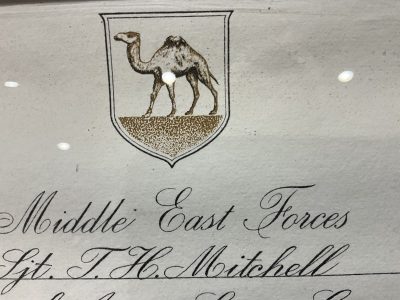 Middle East Forces
Sjt. T. H. Mitchell